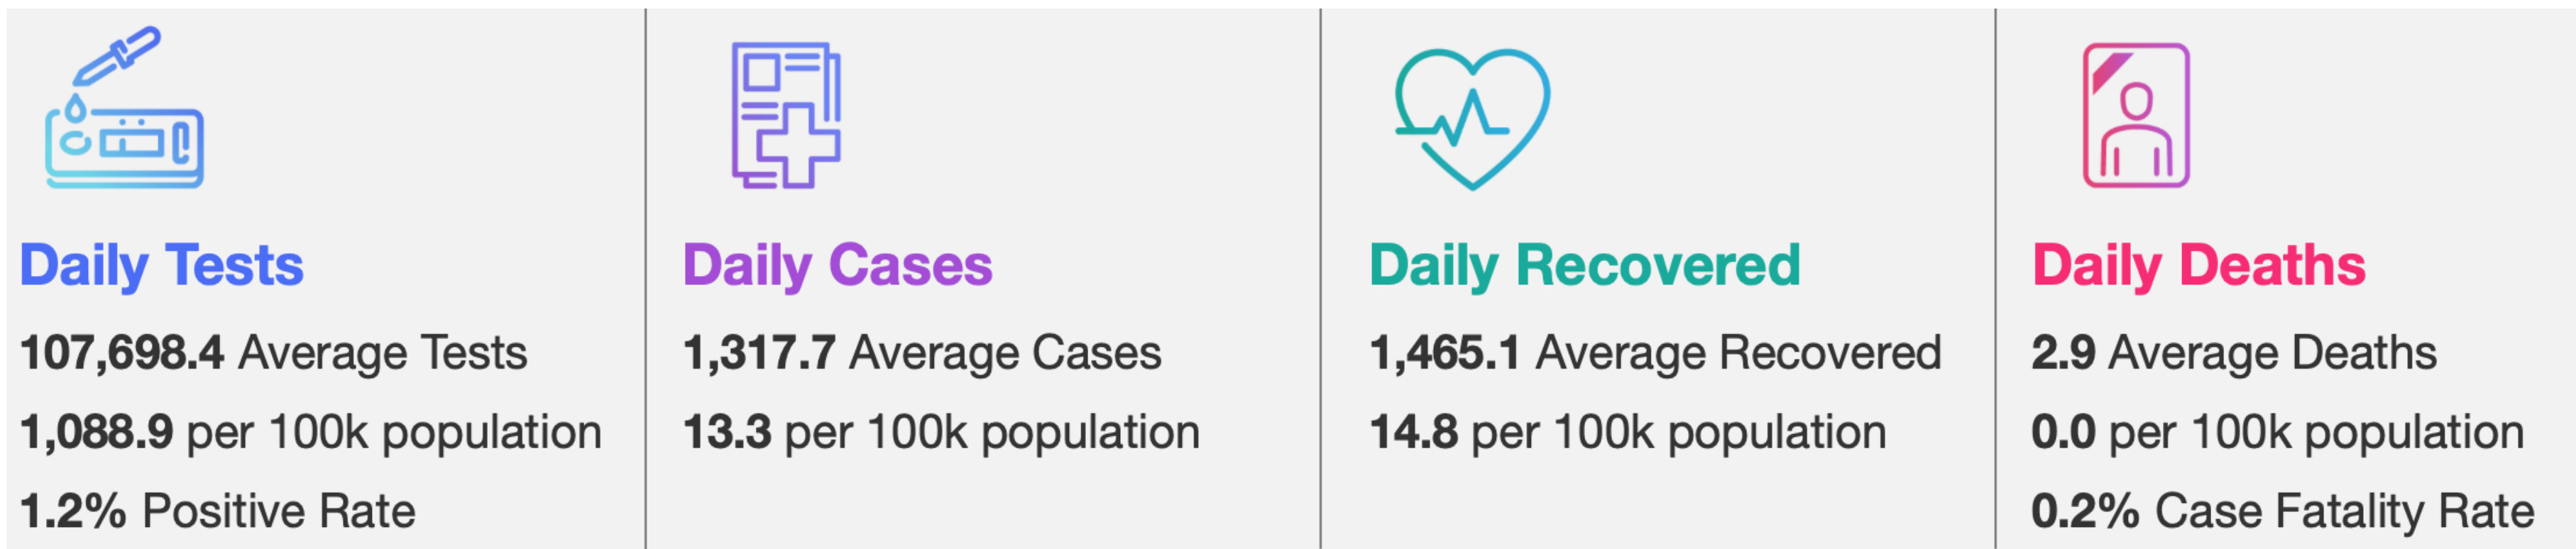 Daily Tests
107,698.4 Average Tests
1,088.9 per 100k population
1.2% Positive Rate
Daily Cases
1,317.7 Average Cases
13.3 per 100k population
Daily Recovered
1,465.1 Average Recovered
14.8 per 100k population
Daily Deaths
2.9 Average Deaths
0.0 per 100k population
0.2% Case Fatality Rate